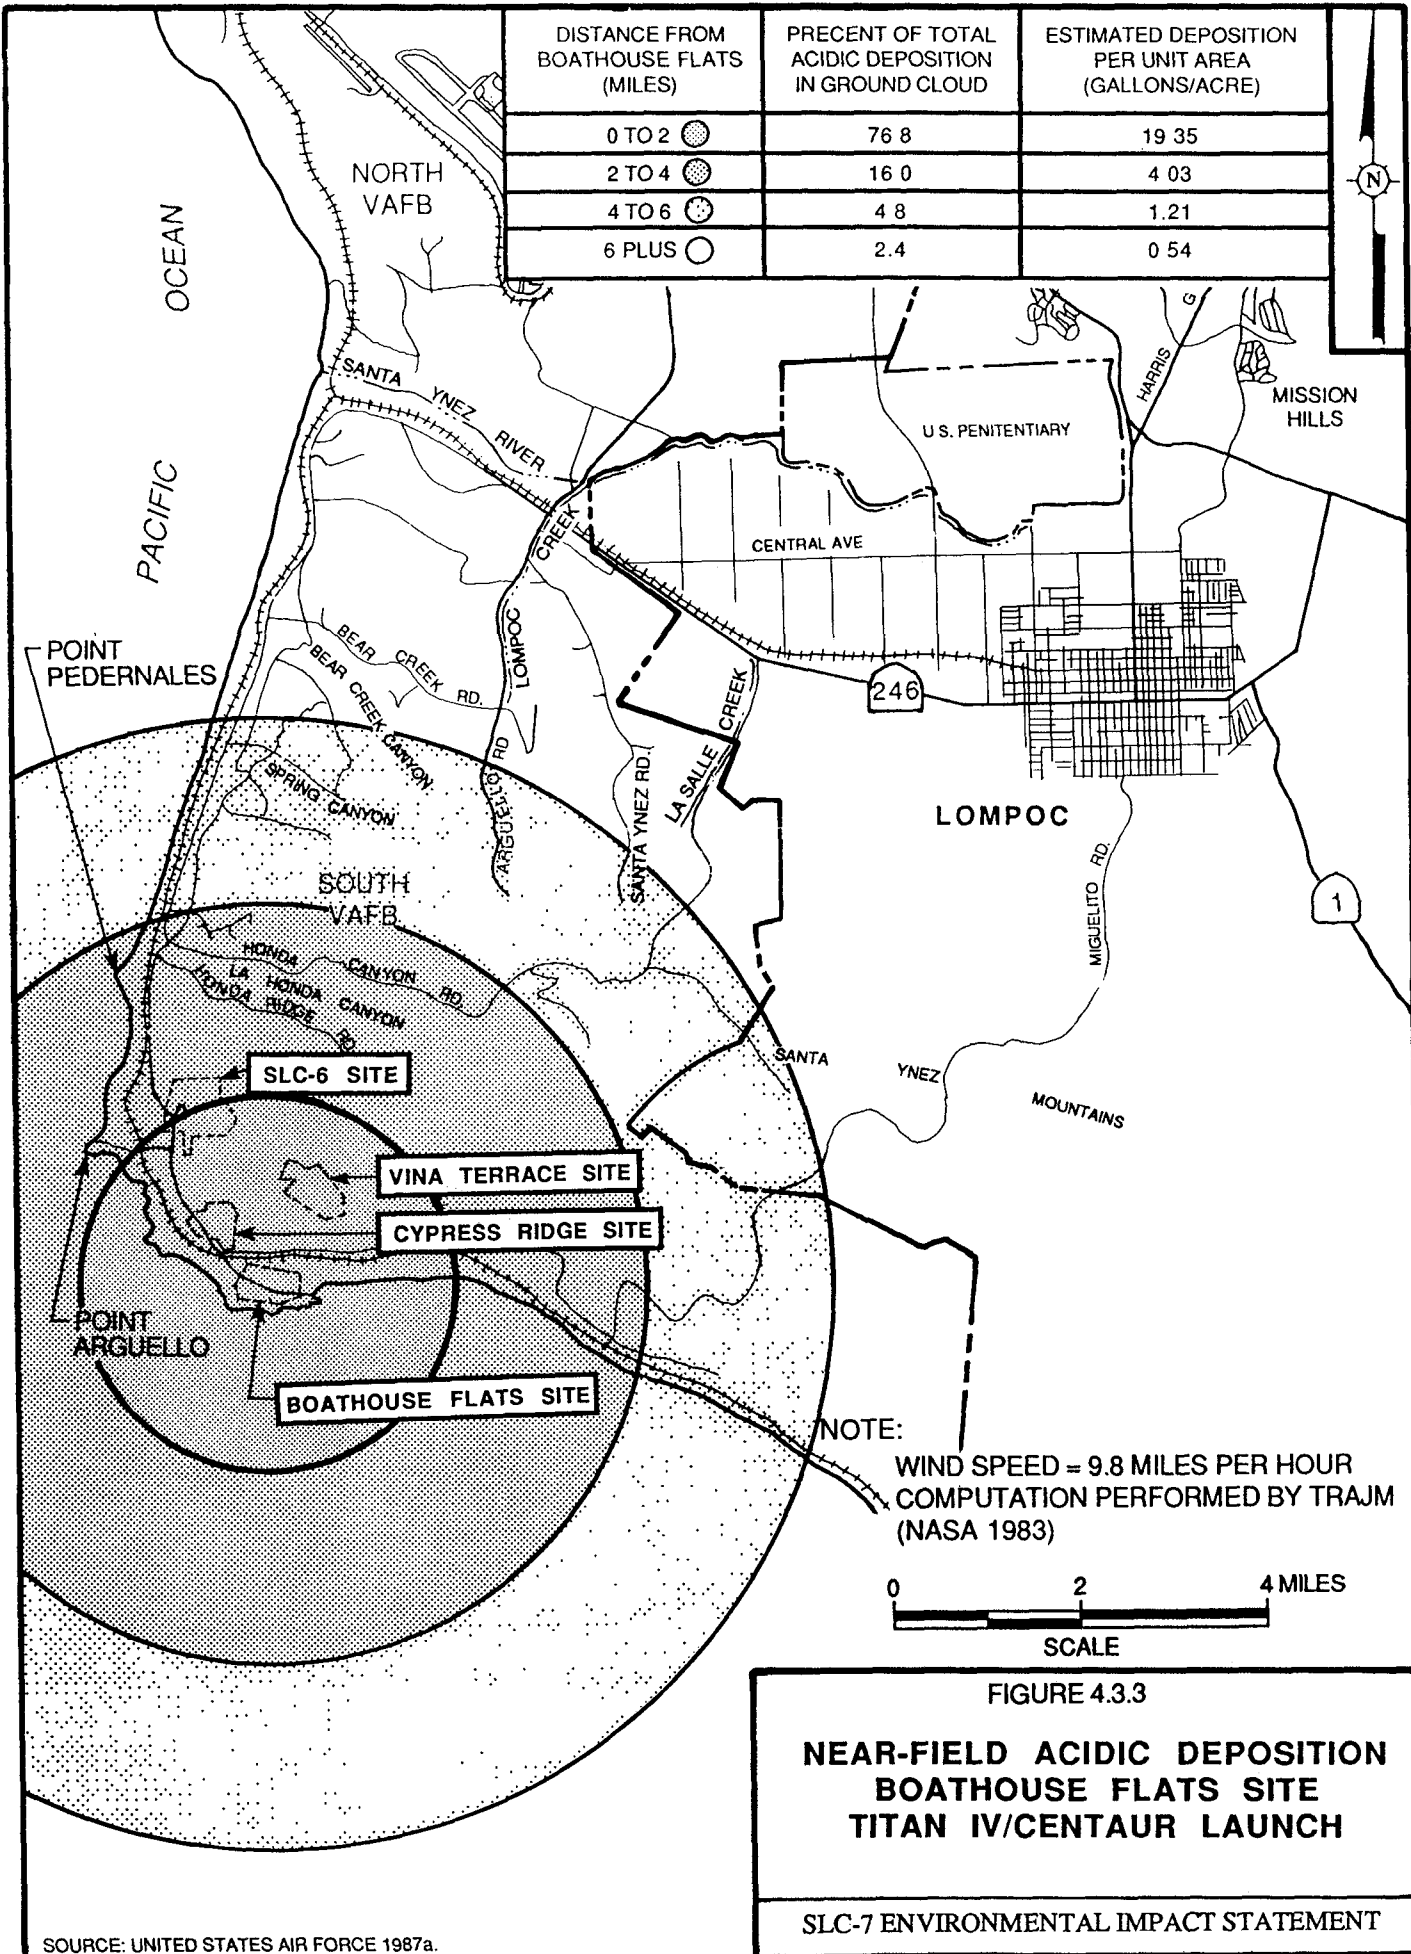 DISTANCE FROM
BOATHOUSE FLATS
(MILES)
PRECENT OF TOTAL
ACIDIC DEPOSITION
IN GROUND CLOUD
ESTIMATED DEPOSITION
PER UNIT AREA
(GALLONS/ACRE)
0 TO 2
76 8
19 35
2 TO 4
16 0
4 03
4 TO 6
4 8
1.21
6 PLUS
2.4
0 54
N
NORTH
VAFB
PACIFIC OCEAN
SANTA YNEZ RIVER
HARRIS G
MISSION
HILLS
U S. PENITENTIARY
CENTRAL AVE
LOMPOC CREEK
POINT
PEDERNALES
BEAR CREEK RD.
BEAR CREEK CANYON
246
LA SALLE CREEK
SPRING CANYON
ARGUELLO RD
SANTA YNEZ RD.
LOMPOC
MIGUELITO RD.
1
SOUTH
VAFB
HONDA CANYON RD.
LA HONDA CANYON
HONDA RIDGE RD
SANTA YNEZ MOUNTAINS
SLC-6 SITE
VINA TERRACE SITE
CYPRESS RIDGE SITE
POINT
ARGUELLO
BOATHOUSE FLATS SITE
NOTE:
WIND SPEED = 9.8 MILES PER HOUR
COMPUTATION PERFORMED BY TRAJM
(NASA 1983)
0 2 4 MILES
SCALE
FIGURE 4.3.3
NEAR-FIELD ACIDIC DEPOSITION
BOATHOUSE FLATS SITE
TITAN IV/CENTAUR LAUNCH
SLC-7 ENVIRONMENTAL IMPACT STATEMENT
SOURCE: UNITED STATES AIR FORCE 1987a.